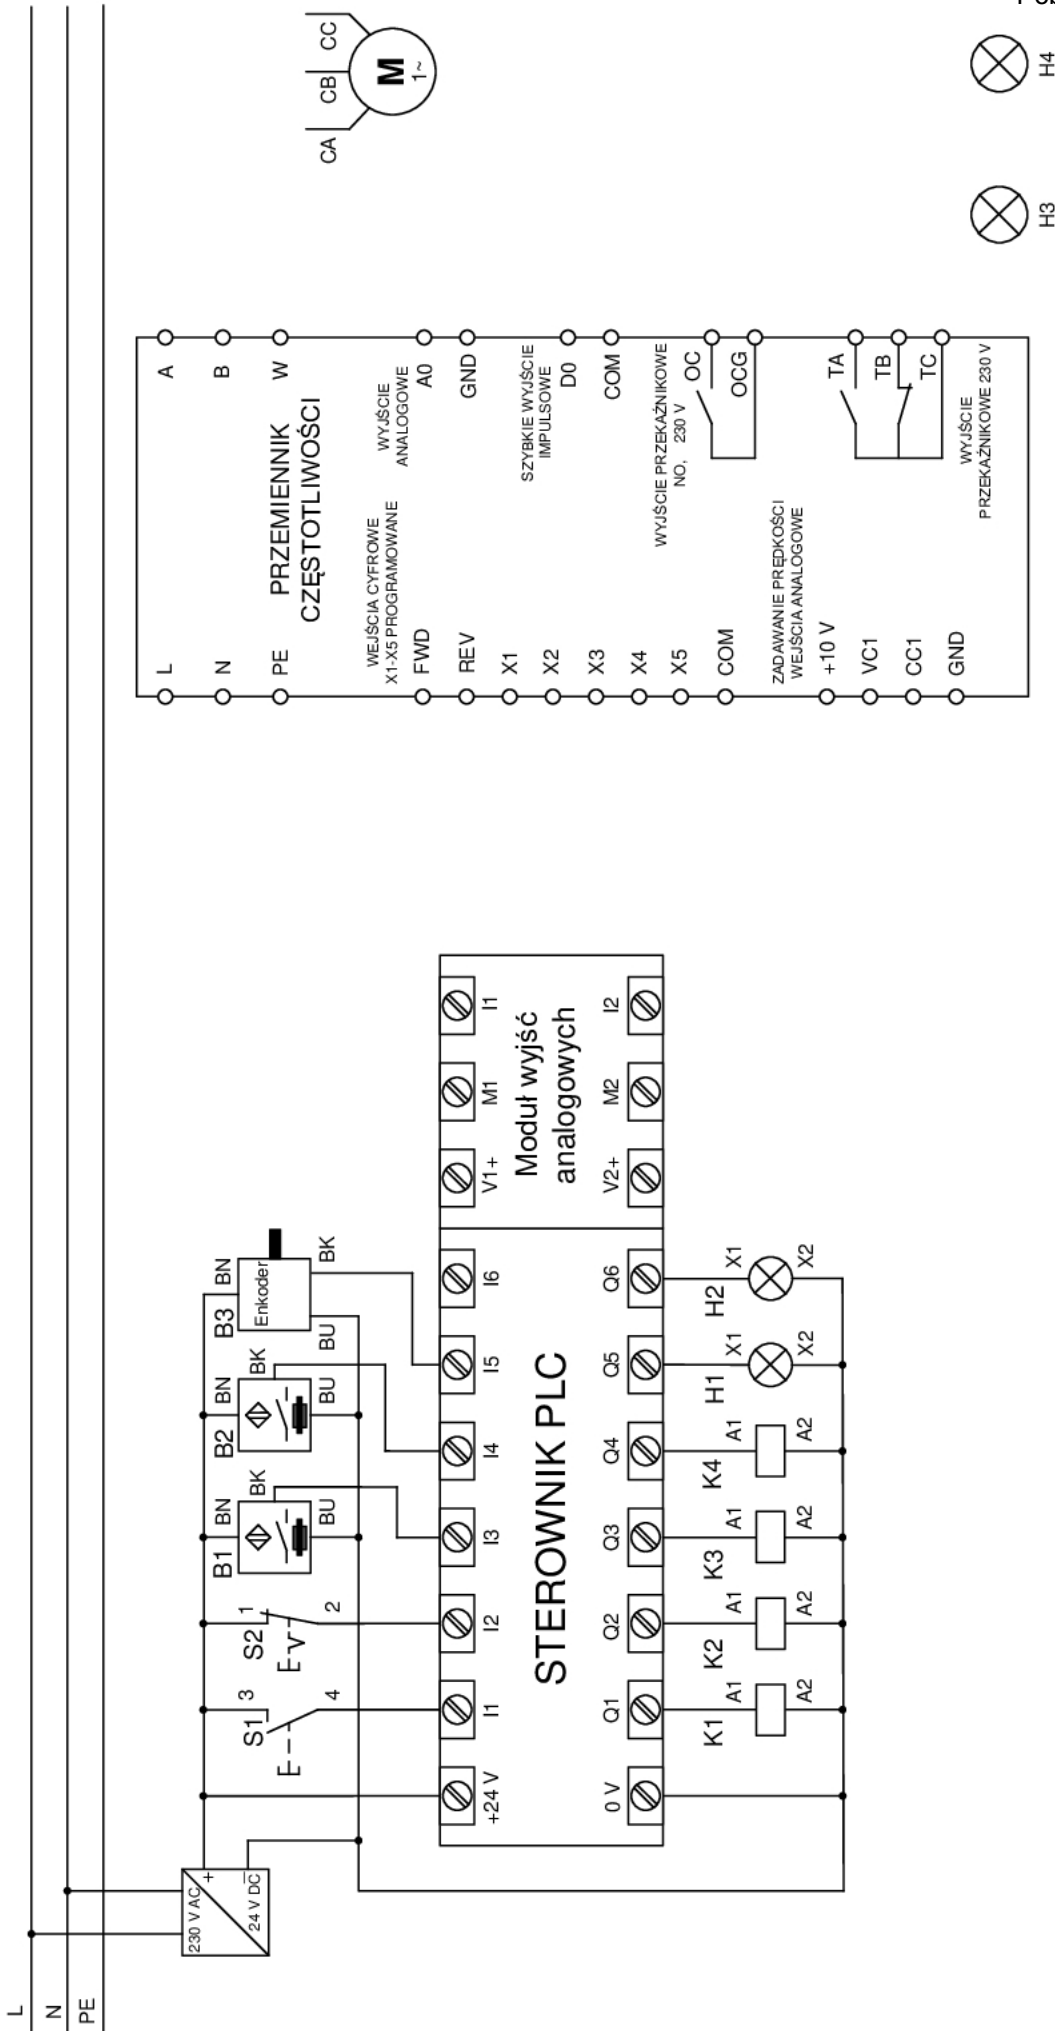 L
N
PE
230 V AC
+
24 V DC
–
S1
3
4
S2
1
2
B1
BN
BK
BU
B2
BN
BK
BU
B3
BN
Enkoder
BU
BK
+24 V
I1
I2
I3
I4
I5
I6
V1+
M1
I1
STEROWNIK PLC
Moduł wyjść
analogowych
0 V
Q1
Q2
Q3
Q4
Q5
Q6
V2+
M2
I2
K1
A1
A2
K2
A1
A2
K3
A1
A2
K4
A1
A2
H1
X1
X2
H2
X1
X2
L
N
PE
PRZEMIENNIK
CZĘSTOTLIWOŚCI
A
B
W
WEJŚCIA CYFROWE
X1-X5 PROGRAMOWANE
FWD
REV
X1
X2
X3
X4
X5
COM
ZADAWANIE PRĘDKOŚCI
WEJŚCIA ANALOGOWE
+10 V
VC1
CC1
GND
WYJŚCIE
ANALOGOWE
A0
GND
SZYBKIE WYJŚCIE
IMPULSOWE
D0
COM
WYJŚCIE PRZEKAŹNIKOWE
NO, 230 V
OC
OCG
TA
TB
TC
WYJŚCIE
PRZEKAŹNIKOWE 230 V
CA
CB
CC
M
1~
H3
H4